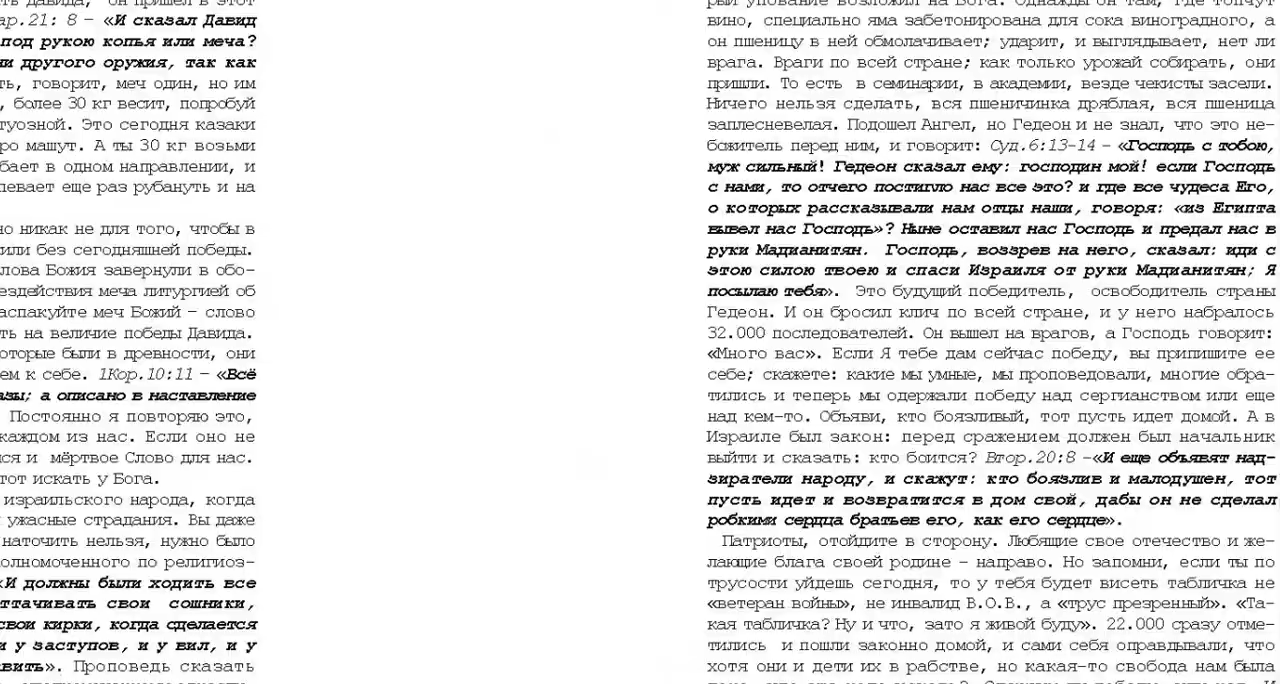 ть Давида, он пришел в этот
ар.21: 8 – «И сказал Давид
под рукою копья или меча?
ни другого оружия, так как
ть, говорит, меч один, но им
, более 30 кг весит, попробуй
туозной. Это сегодня казаки
ро машут. А ты 30 кг возьми
бает в одном направлении, и
певает еще раз рубануть и на
но никак не для того, чтобы в
или без сегодняшней победы.
лова Божия завернули в обо-
ездействия меча литургией об
аспакуйте меч Божий – слово
ть на величие победы Давида.
оторые были в древности, они
ем к себе. 1Кор.10:11 – «Всё
азы; а описано в наставление
Постоянно я повторяю это,
каждом из нас. Если оно не
ся и мёртвое Слово для нас.
тот искать у Бога.
израильского народа, когда
ужасные страдания. Вы даже
наточить нельзя, нужно было
олномоченного по религиоз-
«И должны были ходить все
ттачивать свои сошники,
свои кирки, когда сделается
и у заступов, и у вил, и у
вить». Проповедь сказать
рый упование возложил на Бога. Однажды он там, где топчут
вино, специально яма забетонирована для сока виноградного, а
он пшеницу в ней обмолачивает; ударит, и выглядывает, нет ли
врага. Враги по всей стране; как только урожай собирать, они
пришли. То есть в семинарии, в академии, везде чекисты засели.
Ничего нельзя сделать, вся пшеничинка дряблая, вся пшеница
заплесневелая. Подошел Ангел, но Гедеон и не знал, что это не-
божитель перед ним, и говорит: Суд.6:13-14 – «Господь с тобою,
муж сильный! Гедеон сказал ему: господин мой! если Господь
с нами, то отчего постигло нас все это? и где все чудеса Его,
о которых рассказывали нам отцы наши, говоря: «из Египта
вывел нас Господь»? Ныне оставил нас Господь и предал нас в
руки Мадианитян. Господь, воззрев на него, сказал: иди с
этою силою твоею и спаси Израиля от руки Мадианитян; Я
посылаю тебя». Это будущий победитель, освободитель страны
Гедеон. И он бросил клич по всей стране, и у него набралось
32.000 последователей. Он вышел на врагов, а Господь говорит:
«Много вас». Если Я тебе дам сейчас победу, вы припишите ее
себе; скажете: какие мы умные, мы проповедовали, многие обра-
тились и теперь мы одержали победу над сергианством или еще
над кем-то. Объяви, кто боязливый, тот пусть идет домой. А в
Израиле был закон: перед сражением должен был начальник
выйти и сказать: кто боится? Втор.20:8 -«И еще объявят над-
зиратели народу, и скажут: кто боязлив и малодушен, тот
пусть идет и возвратится в дом свой, дабы он не сделал
робкими сердца братьев его, как его сердце».
Патриоты, отойдите в сторону. Любящие свое отечество и же-
лающие блага своей родине – направо. Но запомни, если ты по
трусости уйдешь сегодня, то у тебя будет висеть табличка не
«ветеран войны», не инвалид В.О.В., а «трус презренный». «Та-
кая табличка? Ну и что, зато я живой буду». 22.000 сразу отме-
тились и пошли законно домой, и сами себя оправдывали, что
хотя они и дети их в рабстве, но какая-то свобода нам была